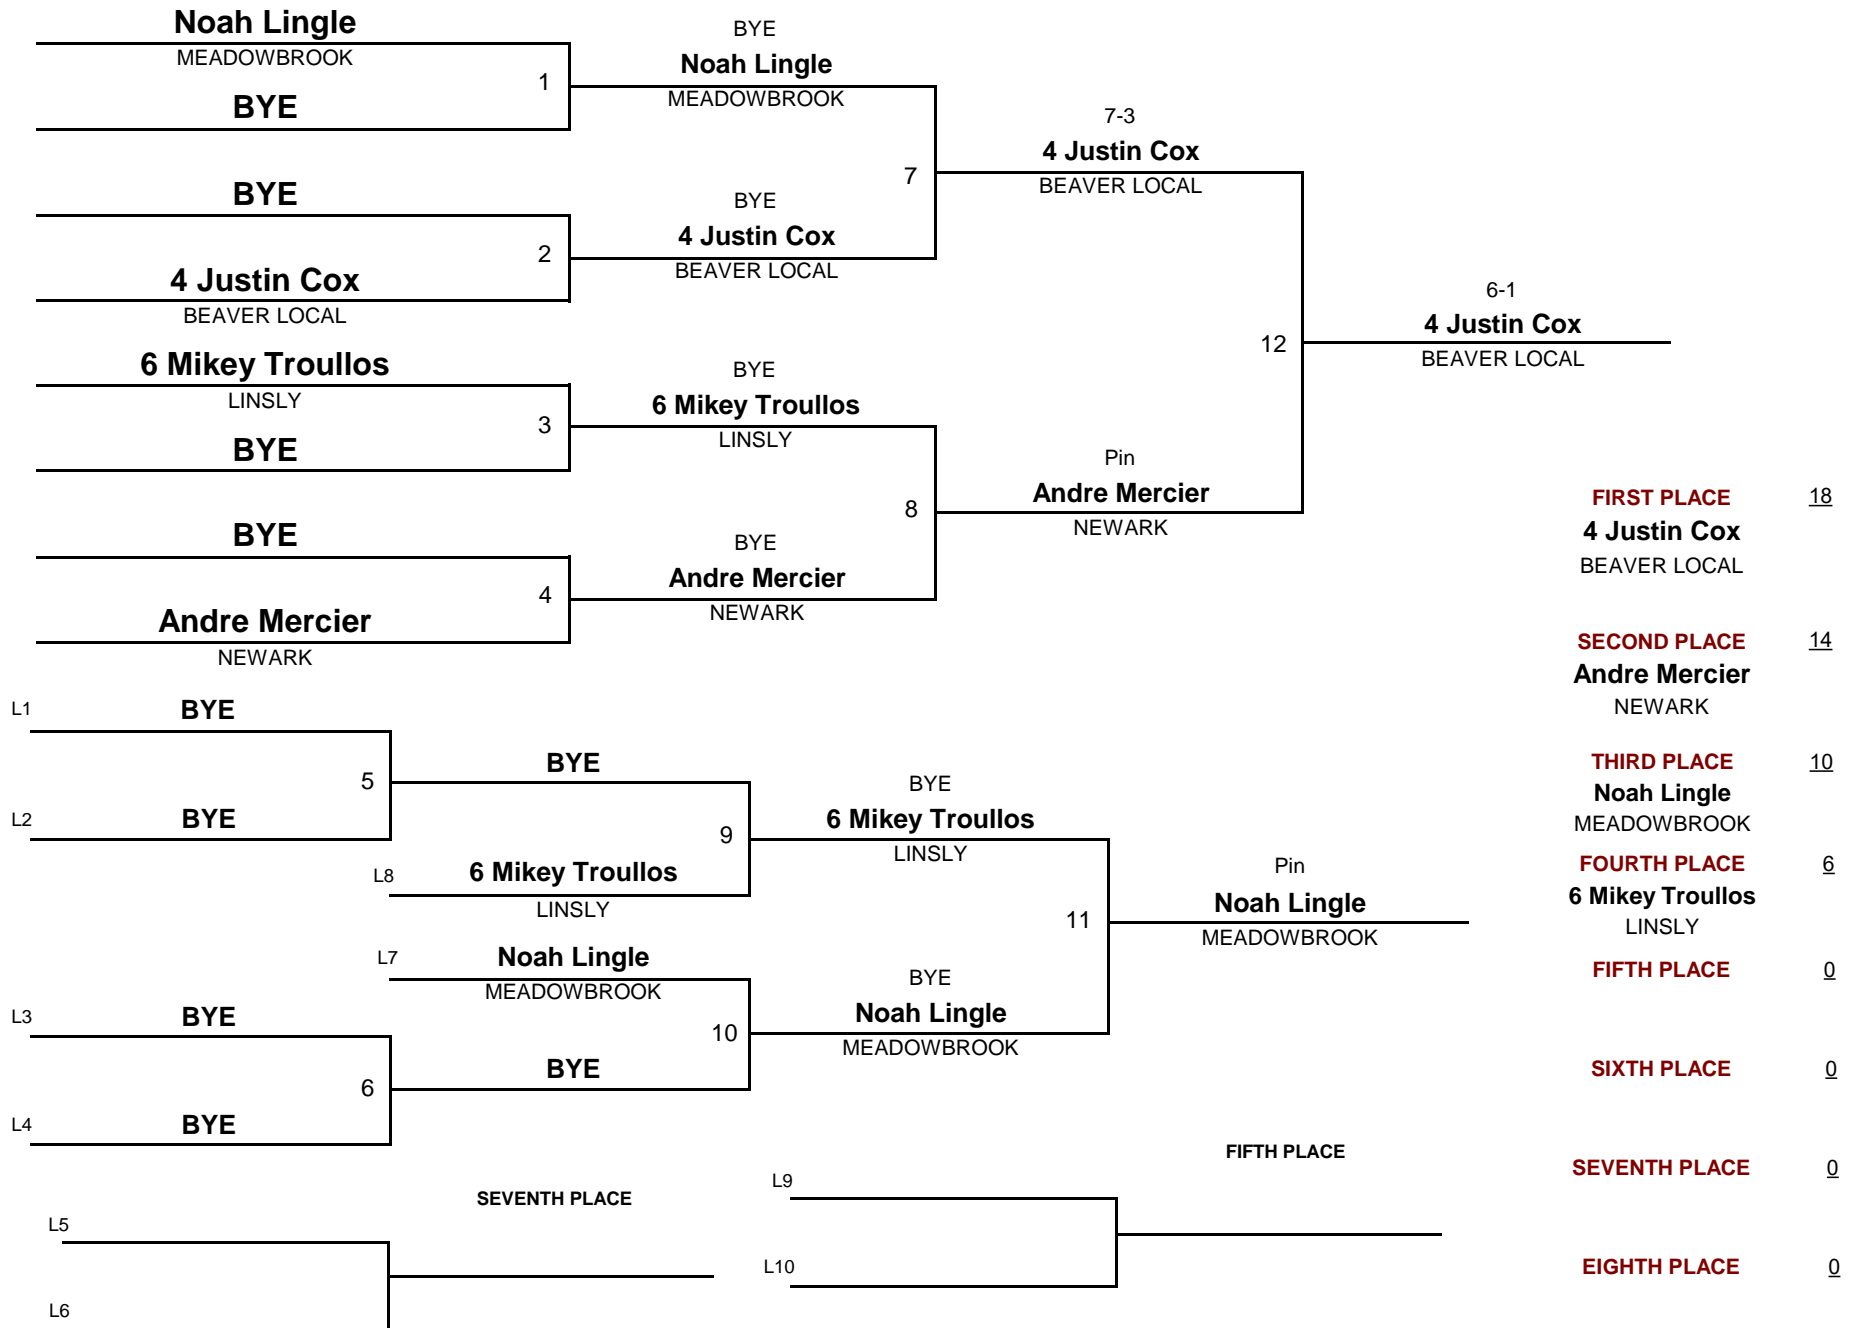 Noah Lingle
MEADOWBROOK
1
BYE
BYE
Noah Lingle
MEADOWBROOK
BYE
2
4 Justin Cox
BEAVER LOCAL
BYE
4 Justin Cox
BEAVER LOCAL
7
7-3
4 Justin Cox
BEAVER LOCAL
6 Mikey Troullos
LINSLY
3
BYE
BYE
6 Mikey Troullos
LINSLY
BYE
4
Andre Mercier
NEWARK
BYE
Andre Mercier
NEWARK
8
Pin
Andre Mercier
NEWARK
12
6-1
4 Justin Cox
BEAVER LOCAL
L1 BYE
5
L2 BYE
BYE
9
L8 6 Mikey Troullos
LINSLY
BYE
6 Mikey Troullos
LINSLY
L7 Noah Lingle
MEADOWBROOK
10
BYE
L3 BYE
6
L4 BYE
BYE
Noah Lingle
MEADOWBROOK
11
Pin
Noah Lingle
MEADOWBROOK
SEVENTH PLACE
L5
L6
FIFTH PLACE
L9
L10
FIRST PLACE 18
4 Justin Cox
BEAVER LOCAL
SECOND PLACE 14
Andre Mercier
NEWARK
THIRD PLACE 10
Noah Lingle
MEADOWBROOK
FOURTH PLACE 6
6 Mikey Troullos
LINSLY
FIFTH PLACE 0
SIXTH PLACE 0
SEVENTH PLACE 0
EIGHTH PLACE 0